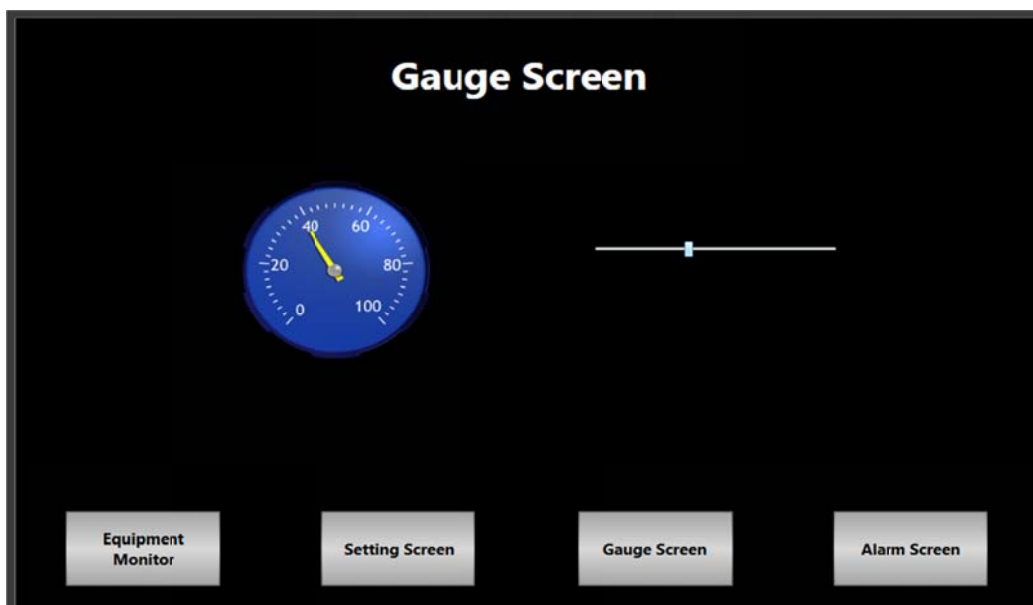 Gauge Screen
40 60
20 80
0 100
Equipment
Monitor
Setting Screen
Gauge Screen
Alarm Screen